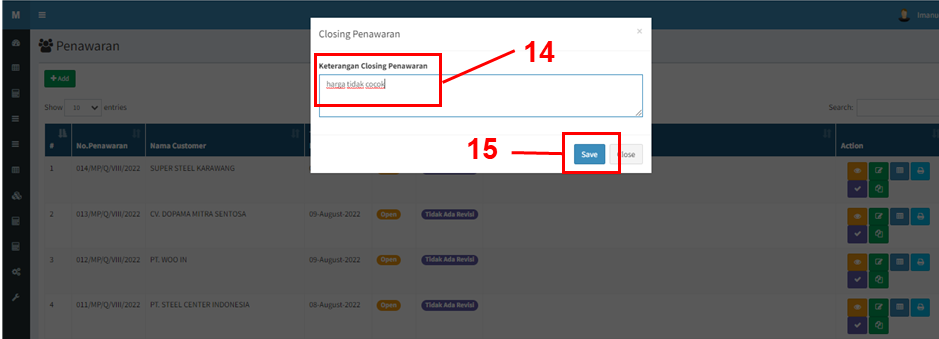 M
Imanu
Penawaran
+Add
Show 10 entries
Search:
# No.Penawaran Nama Customer Action
1 014/MP/Q/VIII/2022 SUPER STEEL KARAWANG
2 013/MP/Q/VIII/2022 CV. DOPAMA MITRA SENTOSA 09-August-2022 Open Tidak Ada Revisi
3 012/MP/Q/VIII/2022 PT. WOO IN 09-August-2022 Open Tidak Ada Revisi
4 011/MP/Q/VIII/2022 PT. STEEL CENTER INDONESIA 08-August-2022 Open Tidak Ada Revisi
Closing Penawaran
×
Keterangan Closing Penawaran
harga tidak cocok
Save
Close
14
15